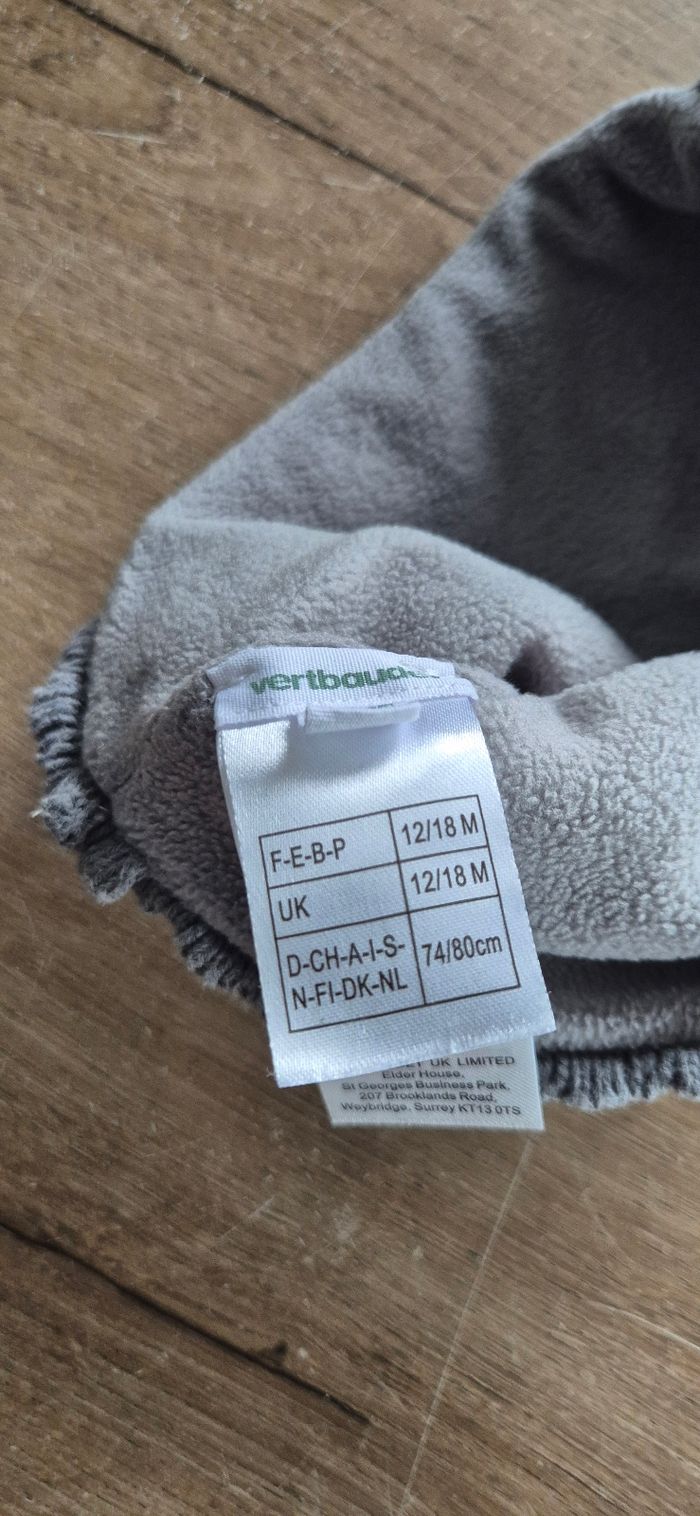 F-E-B-P 12/18 M
UK 12/18 M
D-CH-A-I-S- 74/80cm
N-FI-DK-NL
UK LIMITED
Elder House,
St Georges Business Park,
207 Brooklands Road,
Weybridge, Surrey KT13 0TS